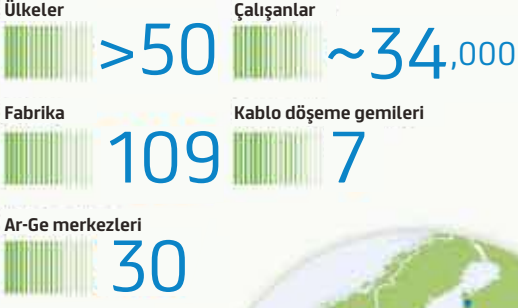 Ülkeler
>50
Çalışanlar
~34,000
Fabrika
109
Kablo döşeme gemileri
7
Ar-Ge merkezleri
30